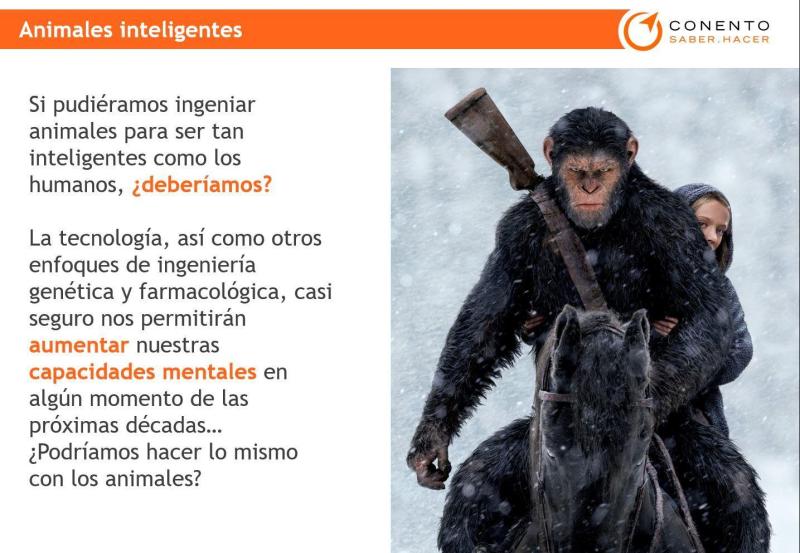 Animales inteligentes
CONENTO
SABER.HACER
Si pudiéramos ingeniar
animales para ser tan
inteligentes como los
humanos, ¿deberíamos?
La tecnología, así como otros
enfoques de ingeniería
genética y farmacológica, casi
seguro nos permitirán
aumentar nuestras
capacidades mentales en
algún momento de las
próximas décadas…
¿Podríamos hacer lo mismo
con los animales?